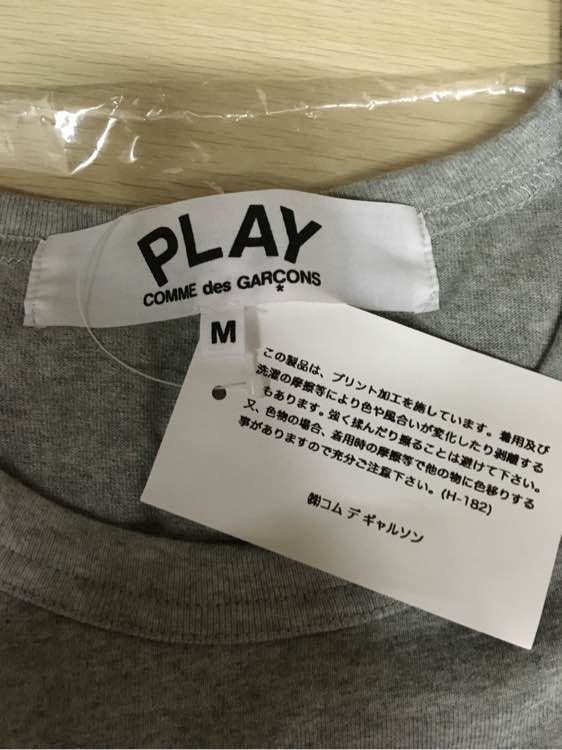 PLAY
COMME des GARÇONS
*
M
この製品は、プリント加工を施しています。着用及び
洗濯の摩擦等により色や風合いが変化したり剥離する
もあります。強く揉んだり擦ることは避けて下さい。
又、色物の場合、着用時の摩擦等で他の物に色移りする
事がありますので充分ご注意下さい。(H-182)
㈱コム デ ギャルソン